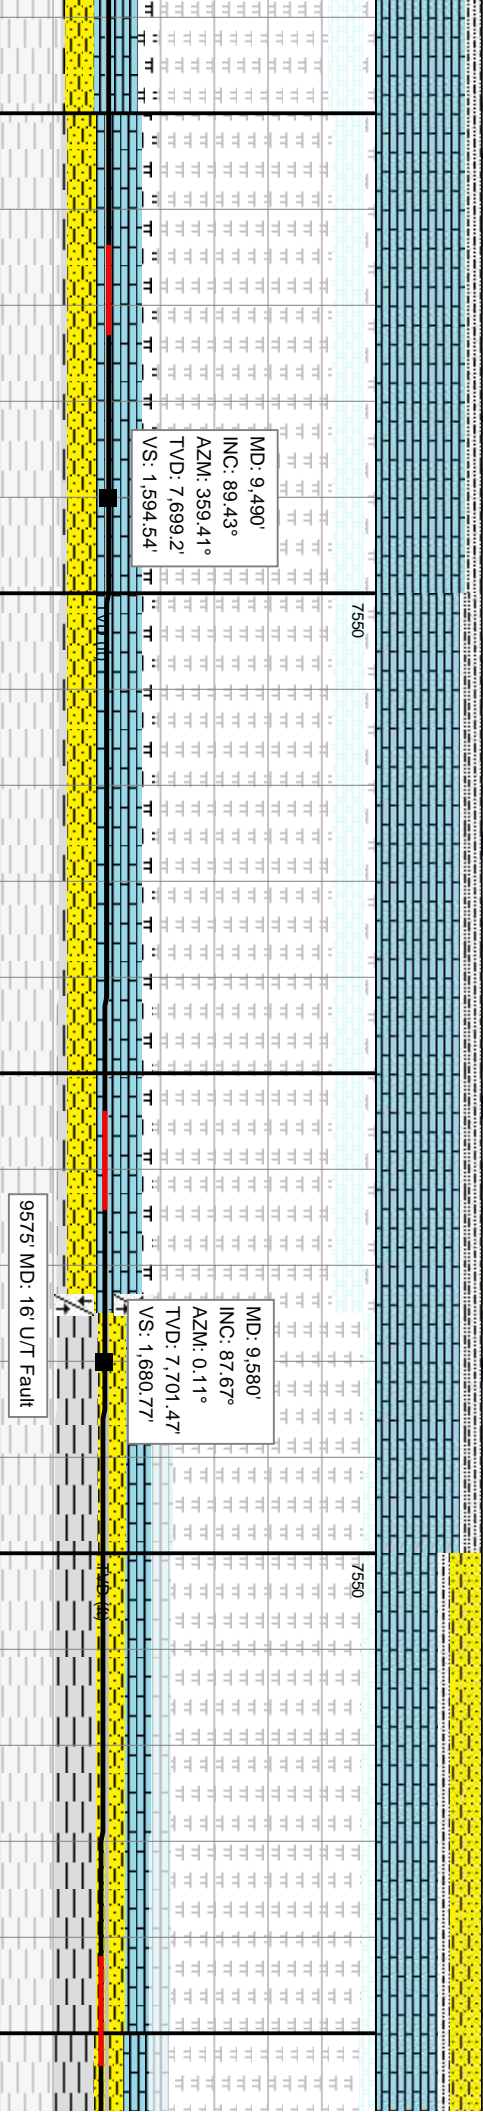 MD: 9,490'
INC: 89.43°
AZM: 359.41°
TVD: 7,699.2'
VS: 1,594.54'
7550
MD: 9,580'
INC: 87.67°
AZM: 0.11°
TVD: 7,701.47'
VS: 1,680.77'
9575' MD: 16' U/T Fault
7550
TVD (ft)